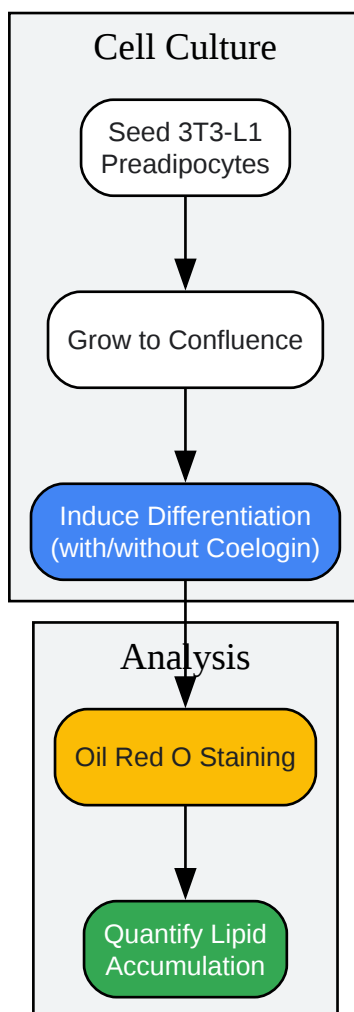 Cell Culture
Seed 3T3-L1
Preadipocytes
Grow to Confluence
Induce Differentiation
(with/without Coelogin)
Analysis
Oil Red O Staining
Quantify Lipid
Accumulation